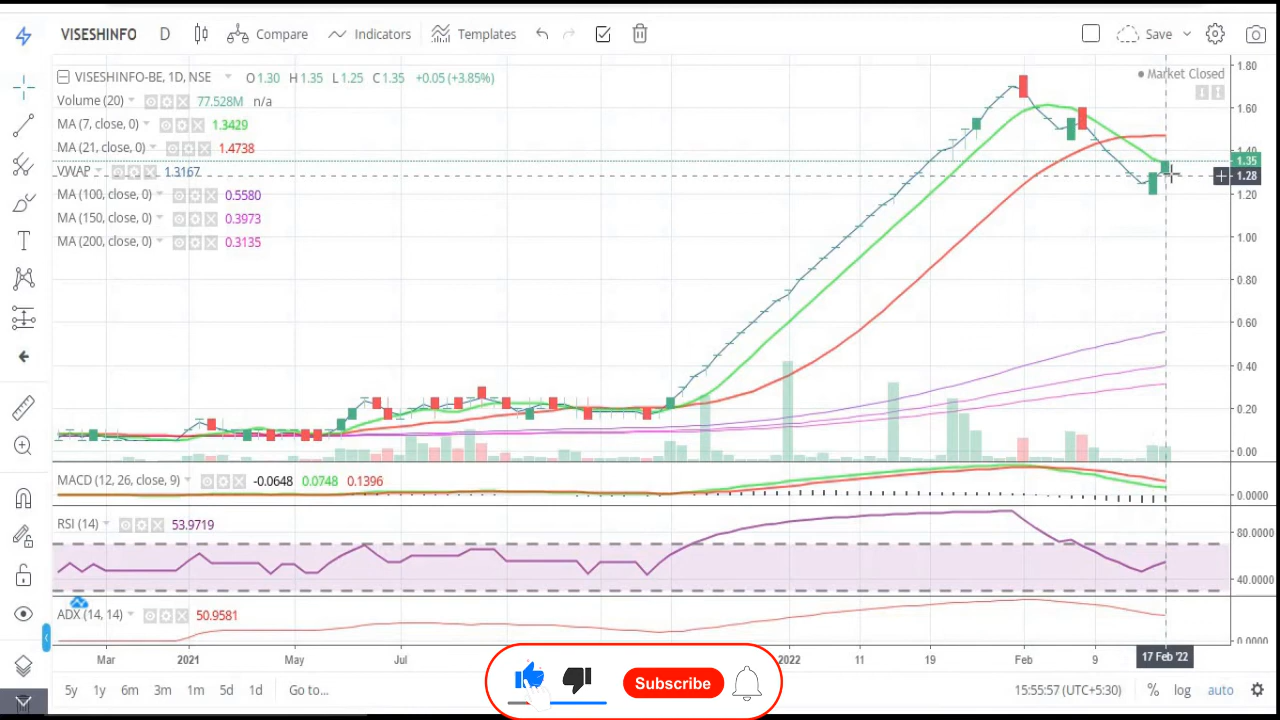 VISESHINFO D Compare Indicators Templates Save
VISESHINFO-BE, 1D, NSE O 1.30 H 1.35 L 1.25 C 1.35 +0.05 (+3.85%)
Market Closed
Volume (20) 77.528M n/a
MA (7, close, 0) 1.3429
MA (21, close, 0) 1.4738
VWAP 1.3167
MA (100, close, 0) 0.5580
MA (150, close, 0) 0.3973
MA (200, close, 0) 0.3135
1.80
1.60
1.40
1.35
1.28
1.20
1.00
0.80
0.60
0.40
0.20
0.00
MACD (12, 26, close, 9) -0.0648 0.0748 0.1396
0.0000
RSI (14) 53.9719
80.0000
40.0000
ADX (14, 14) 50.9581
0.0000
Mar 2021 May Jul 2022 11 19 Feb 9 17 Feb '22
5y 1y 6m 3m 1m 5d 1d Go to... 15:55:57 (UTC+5:30) % log auto
Subscribe